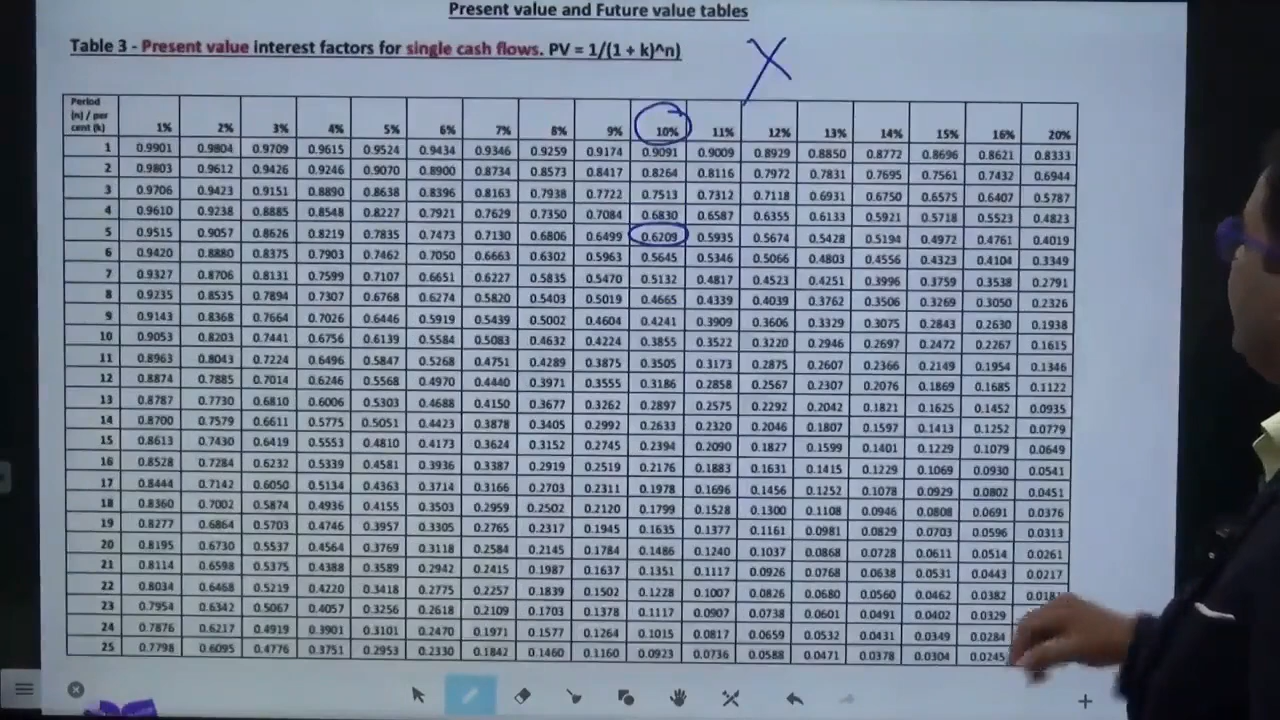 Present value and Future value tables
Table 3 - Present value interest factors for single cash flows. PV = 1/(1 + k)^n)
X
Period (n) / per cent (k) 1% 2% 3% 4% 5% 6% 7% 8% 9% 10% 11% 12% 13% 14% 15% 16% 20%
1 0.9901 0.9804 0.9709 0.9615 0.9524 0.9434 0.9346 0.9259 0.9174 0.9091 0.9009 0.8929 0.8850 0.8772 0.8696 0.8621 0.8333
2 0.9803 0.9612 0.9426 0.9246 0.9070 0.8900 0.8734 0.8573 0.8417 0.8264 0.8116 0.7972 0.7831 0.7695 0.7561 0.7432 0.6944
3 0.9706 0.9423 0.9151 0.8890 0.8638 0.8396 0.8163 0.7938 0.7722 0.7513 0.7312 0.7118 0.6931 0.6750 0.6575 0.6407 0.5787
4 0.9610 0.9238 0.8885 0.8548 0.8227 0.7921 0.7629 0.7350 0.7084 0.6830 0.6587 0.6355 0.6133 0.5921 0.5718 0.5523 0.4823
5 0.9515 0.9057 0.8626 0.8219 0.7835 0.7473 0.7130 0.6806 0.6499 0.6209 0.5935 0.5674 0.5428 0.5194 0.4972 0.4761 0.4019
6 0.9420 0.8880 0.8375 0.7903 0.7462 0.7050 0.6663 0.6302 0.5963 0.5645 0.5346 0.5066 0.4803 0.4556 0.4323 0.4104 0.3349
7 0.9327 0.8706 0.8131 0.7599 0.7107 0.6651 0.6227 0.5835 0.5470 0.5132 0.4817 0.4523 0.4251 0.3996 0.3759 0.3538 0.2791
8 0.9235 0.8535 0.7894 0.7307 0.6768 0.6274 0.5820 0.5403 0.5019 0.4665 0.4339 0.4039 0.3762 0.3506 0.3269 0.3050 0.2326
9 0.9143 0.8368 0.7664 0.7026 0.6446 0.5919 0.5439 0.5002 0.4604 0.4241 0.3909 0.3606 0.3329 0.3075 0.2843 0.2630 0.1938
10 0.9053 0.8203 0.7441 0.6756 0.6139 0.5584 0.5083 0.4632 0.4224 0.3855 0.3522 0.3220 0.2946 0.2697 0.2472 0.2267 0.1615
11 0.8963 0.8043 0.7224 0.6496 0.5847 0.5268 0.4751 0.4289 0.3875 0.3505 0.3173 0.2875 0.2607 0.2366 0.2149 0.1954 0.1346
12 0.8874 0.7885 0.7014 0.6246 0.5568 0.4970 0.4440 0.3971 0.3555 0.3186 0.2858 0.2567 0.2307 0.2076 0.1869 0.1685 0.1122
13 0.8787 0.7730 0.6810 0.6006 0.5303 0.4688 0.4150 0.3677 0.3262 0.2897 0.2575 0.2292 0.2042 0.1821 0.1625 0.1452 0.0935
14 0.8700 0.7579 0.6611 0.5775 0.5051 0.4423 0.3878 0.3405 0.2992 0.2633 0.2320 0.2046 0.1807 0.1597 0.1413 0.1252 0.0779
15 0.8613 0.7430 0.6419 0.5553 0.4810 0.4173 0.3624 0.3152 0.2745 0.2394 0.2090 0.1827 0.1599 0.1401 0.1229 0.1079 0.0649
16 0.8528 0.7284 0.6232 0.5339 0.4581 0.3936 0.3387 0.2919 0.2519 0.2176 0.1883 0.1631 0.1415 0.1229 0.1069 0.0930 0.0541
17 0.8444 0.7142 0.6050 0.5134 0.4363 0.3714 0.3166 0.2703 0.2311 0.1978 0.1696 0.1456 0.1252 0.1078 0.0929 0.0802 0.0451
18 0.8360 0.7002 0.5874 0.4936 0.4155 0.3503 0.2959 0.2502 0.2120 0.1799 0.1528 0.1300 0.1108 0.0946 0.0808 0.0691 0.0376
19 0.8277 0.6864 0.5703 0.4746 0.3957 0.3305 0.2765 0.2317 0.1945 0.1635 0.1377 0.1161 0.0981 0.0829 0.0703 0.0596 0.0313
20 0.8195 0.6730 0.5537 0.4564 0.3769 0.3118 0.2584 0.2145 0.1784 0.1486 0.1240 0.1037 0.0868 0.0728 0.0611 0.0514 0.0261
21 0.8114 0.6598 0.5375 0.4388 0.3589 0.2942 0.2415 0.1987 0.1637 0.1351 0.1117 0.0926 0.0768 0.0638 0.0531 0.0443 0.0217
22 0.8034 0.6468 0.5219 0.4220 0.3418 0.2775 0.2257 0.1839 0.1502 0.1228 0.1007 0.0826 0.0680 0.0560 0.0462 0.0382
23 0.7954 0.6342 0.5067 0.4057 0.3256 0.2618 0.2109 0.1703 0.1378 0.1117 0.0907 0.0738 0.0601 0.0491 0.0402 0.0329
24 0.7876 0.6217 0.4919 0.3901 0.3101 0.2470 0.1971 0.1577 0.1264 0.1015 0.0817 0.0659 0.0532 0.0431 0.0349 0.0284
25 0.7798 0.6095 0.4776 0.3751 0.2953 0.2330 0.1842 0.1460 0.1160 0.0923 0.0736 0.0588 0.0471 0.0378 0.0304 0.0245